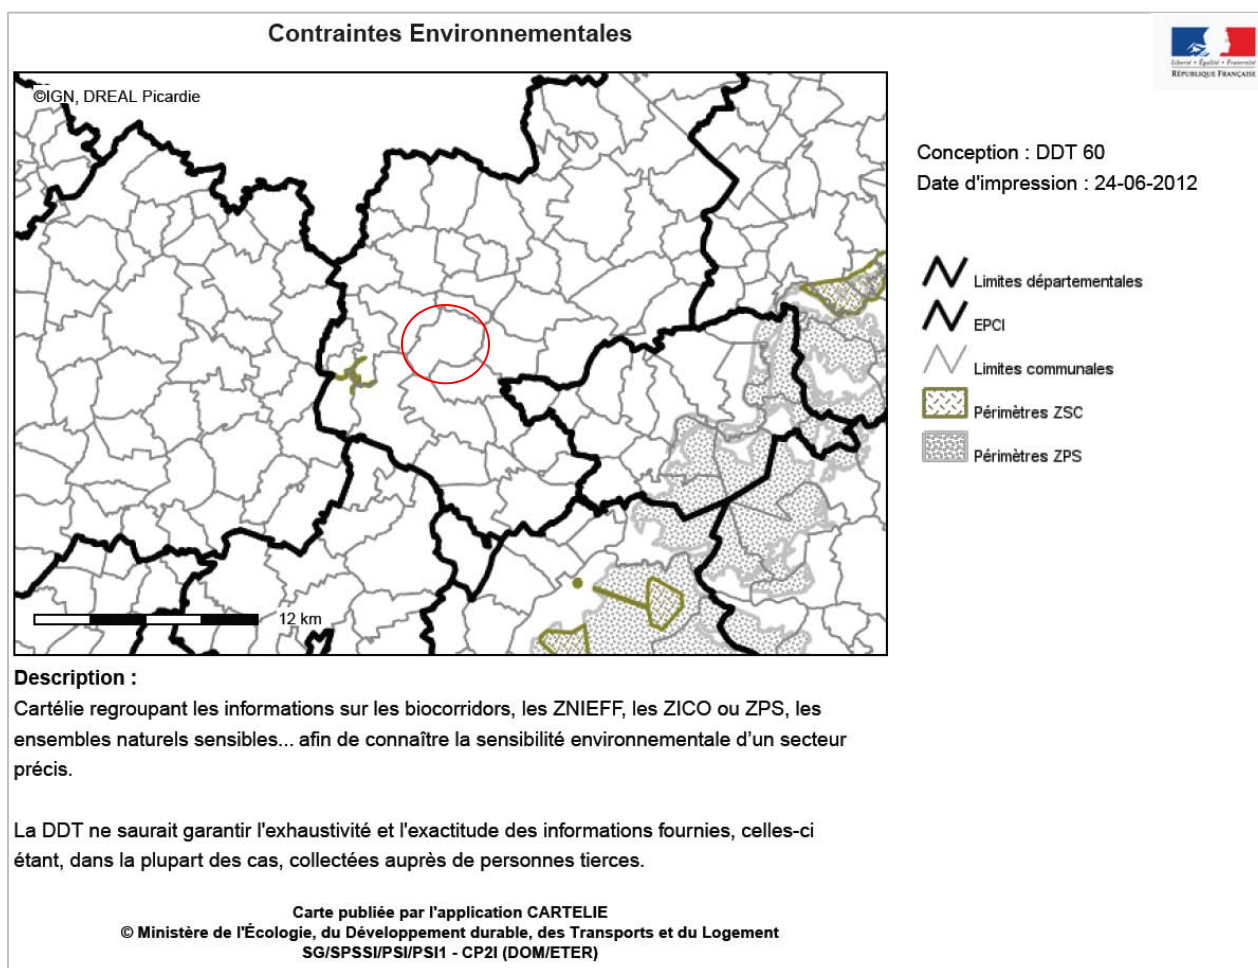 Contraintes Environnementales
Liberté • Égalité • Fraternité
RÉPUBLIQUE FRANÇAISE
©IGN, DREAL Picardie
12 km
Conception : DDT 60
Date d'impression : 24-06-2012
Limites départementales
EPCI
Limites communales
Périmètres ZSC
Périmètres ZPS
Description :
Cartélie regroupant les informations sur les biocorridors, les ZNIEFF, les ZICO ou ZPS, les
ensembles naturels sensibles... afin de connaître la sensibilité environnementale d'un secteur
précis.
La DDT ne saurait garantir l'exhaustivité et l'exactitude des informations fournies, celles-ci
étant, dans la plupart des cas, collectées auprès de personnes tierces.
Carte publiée par l'application CARTELIE
© Ministère de l'Écologie, du Développement durable, des Transports et du Logement
SG/SPSSI/PSI/PSI1 - CP2I (DOM/ETER)